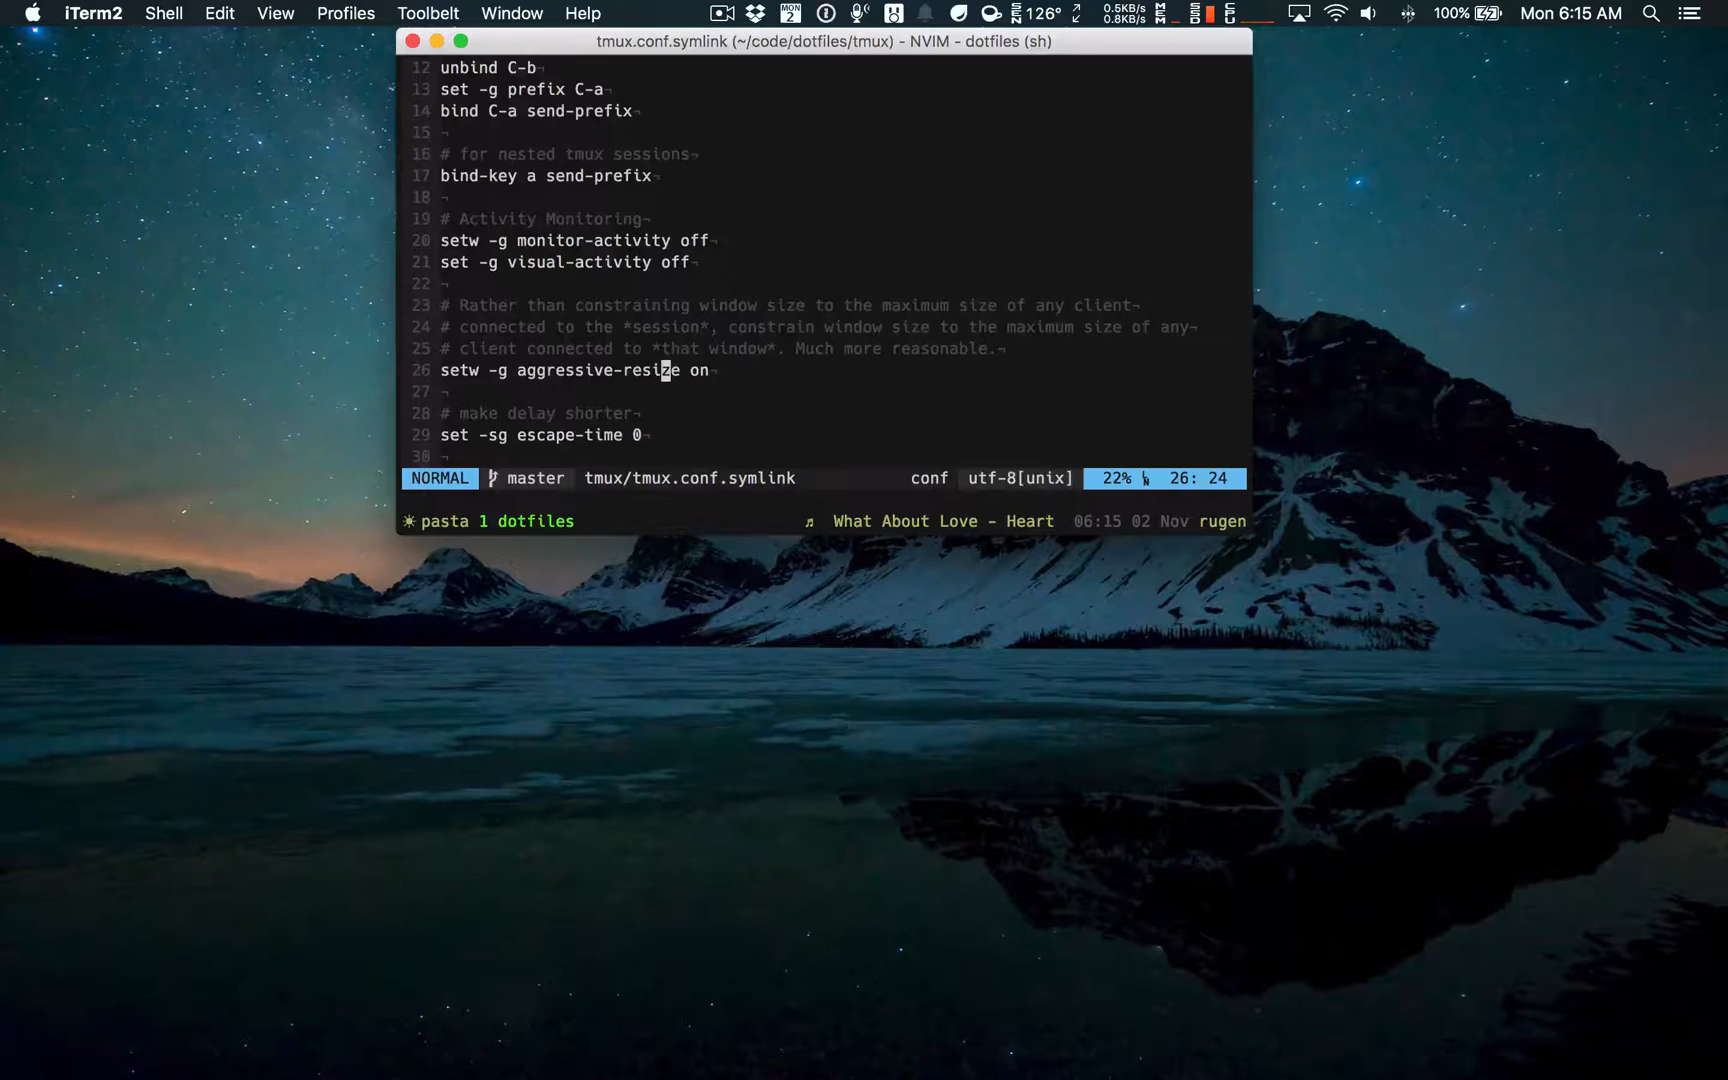 iTerm2 Shell Edit View Profiles Toolbelt Window Help MON 2 SEN 126° 0.5KB/s 0.8KB/s MEM SSD CPU 100% Mon 6:15 AM
tmux.conf.symlink (~/code/dotfiles/tmux) - NVIM - dotfiles (sh)
12 unbind C-b¬
13 set -g prefix C-a¬
14 bind C-a send-prefix¬
15 ¬
16 # for nested tmux sessions¬
17 bind-key a send-prefix¬
18 ¬
19 # Activity Monitoring¬
20 setw -g monitor-activity off¬
21 set -g visual-activity off¬
22 ¬
23 # Rather than constraining window size to the maximum size of any client¬
24 # connected to the *session*, constrain window size to the maximum size of any¬
25 # client connected to *that window*. Much more reasonable.¬
26 setw -g aggressive-resize on¬
27 ¬
28 # make delay shorter¬
29 set -sg escape-time 0¬
30 ¬
NORMAL master tmux/tmux.conf.symlink conf utf-8[unix] 22% 26: 24
☀ pasta 1 dotfiles ♬ What About Love - Heart 06:15 02 Nov rugen